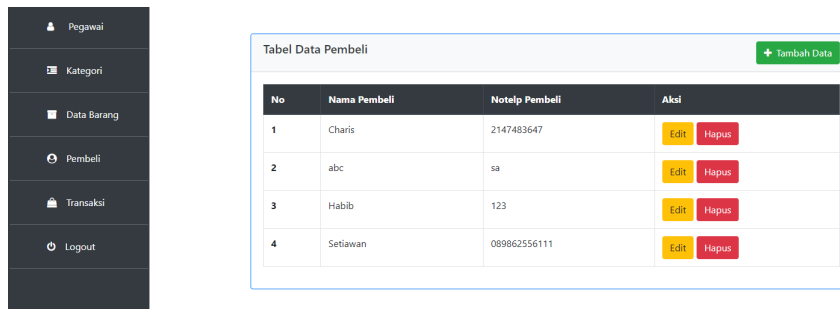 Pegawai
Kategori
Data Barang
Pembeli
Transaksi
Logout
Tabel Data Pembeli
Tambah Data
No Nama Pembeli Notelp Pembeli Aksi
1 Charis 2147483647 Edit Hapus
2 abc sa Edit Hapus
3 Habib 123 Edit Hapus
4 Setiawan 089862556111 Edit Hapus